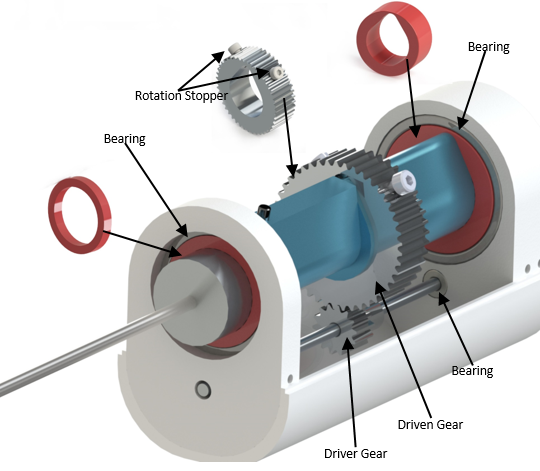 Bearing
Rotation Stopper
Bearing
Bearing
Driven Gear
Driver Gear